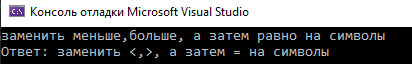 Консоль отладки Microsoft Visual Studio
заменить меньше,больше, а затем равно на символы
Ответ: заменить <,>, а затем = на символы